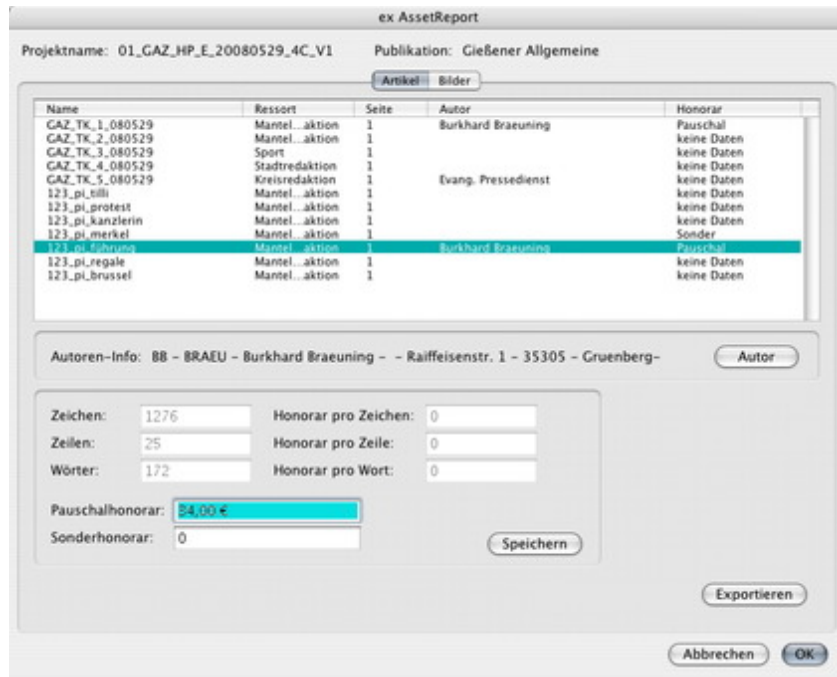 ex AssetReport
Projektname: 01_GAZ_HP_E_20080529_4C_V1 Publikation: Gießener Allgemeine
Artikel Bilder
Name Ressort Seite Autor Honorar
GAZ_TK_1_080529 Mantel...aktion 1 Burkhard Braeuning Pauschal
GAZ_TK_2_080529 Mantel...aktion 1 keine Daten
GAZ_TK_3_080529 Sport 1 keine Daten
GAZ_TK_4_080529 Stadtredaktion 1 keine Daten
GAZ_TK_5_080529 Kreisredaktion 1 Evang. Pressedienst keine Daten
123_pi_tilli Mantel...aktion 1 keine Daten
123_pi_protest Mantel...aktion 1 keine Daten
123_pi_kanzlerin Mantel...aktion 1 keine Daten
123_pi_merkel Mantel...aktion 1 Sonder
123_pi_führung Mantel...aktion 1 Burkhard Braeuning Pauschal
123_pi_regale Mantel...aktion 1 keine Daten
123_pi_brussel Mantel...aktion 1 keine Daten
Autoren-Info: BB - BRAEU - Burkhard Braeuning - - Raiffeisenstr. 1 - 35305 - Gruenberg- Autor
Zeichen: 1276 Honorar pro Zeichen: 0
Zeilen: 25 Honorar pro Zeile: 0
Wörter: 172 Honorar pro Wort: 0
Pauschalhonorar: 84,00 €
Sonderhonorar: 0
Speichern
Exportieren
Abbrechen OK